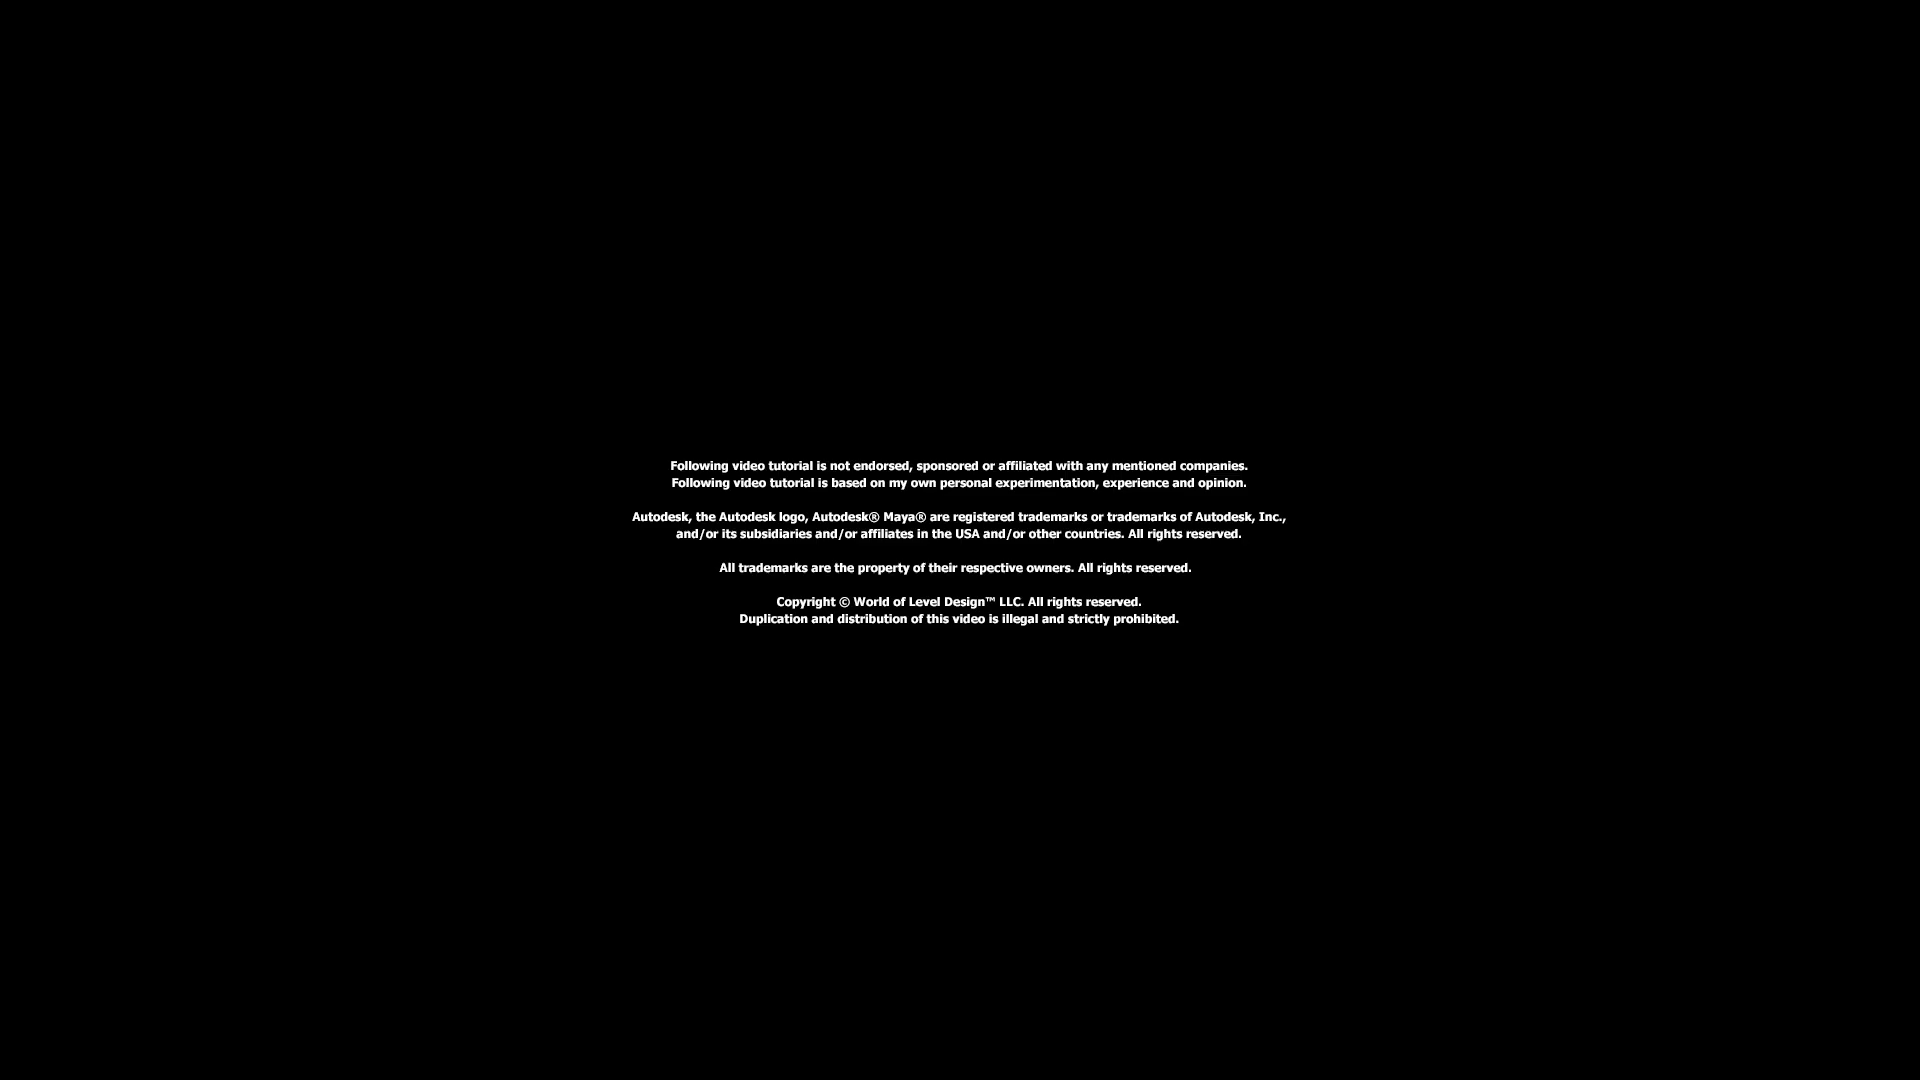 Following video tutorial is not endorsed, sponsored or affiliated with any mentioned companies.
Following video tutorial is based on my own personal experimentation, experience and opinion.
Autodesk, the Autodesk logo, Autodesk® Maya® are registered trademarks or trademarks of Autodesk, Inc.,
and/or its subsidiaries and/or affiliates in the USA and/or other countries. All rights reserved.
All trademarks are the property of their respective owners. All rights reserved.
Copyright © World of Level Design™ LLC. All rights reserved.
Duplication and distribution of this video is illegal and strictly prohibited.